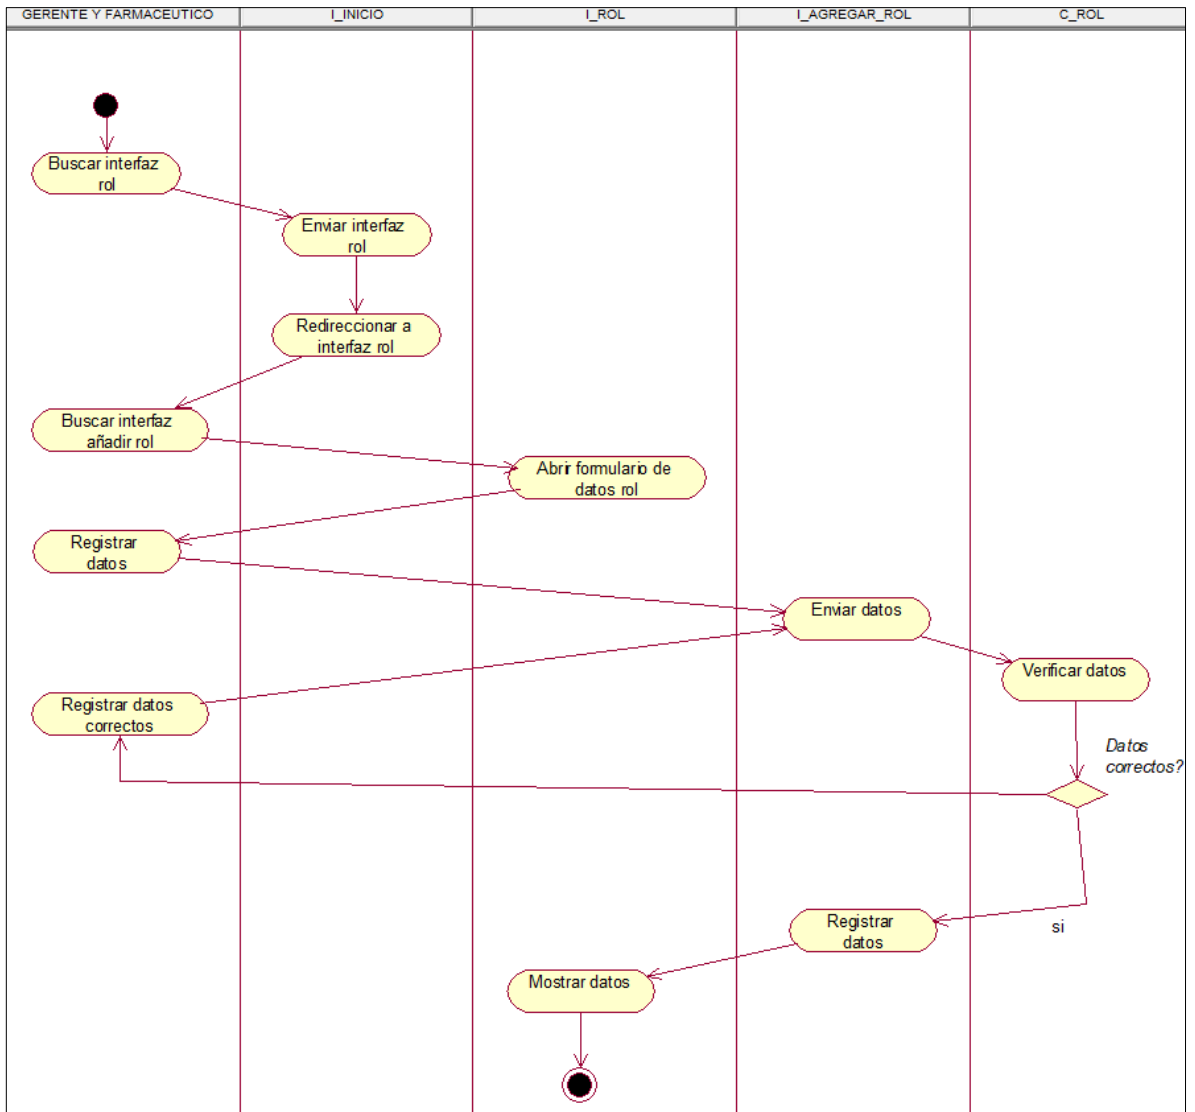 GERENTE Y FARMACEUTICO
I_INICIO
I_ROL
I_AGREGAR_ROL
C_ROL
Buscar interfaz
rol
Enviar interfaz
rol
Redireccionar a
interfaz rol
Buscar interfaz
añadir rol
Abrir formulario de
datos rol
Registrar
datos
Enviar datos
Verificar datos
Registrar datos
correctos
Datos
correctos?
Registrar
datos
si
Mostrar datos